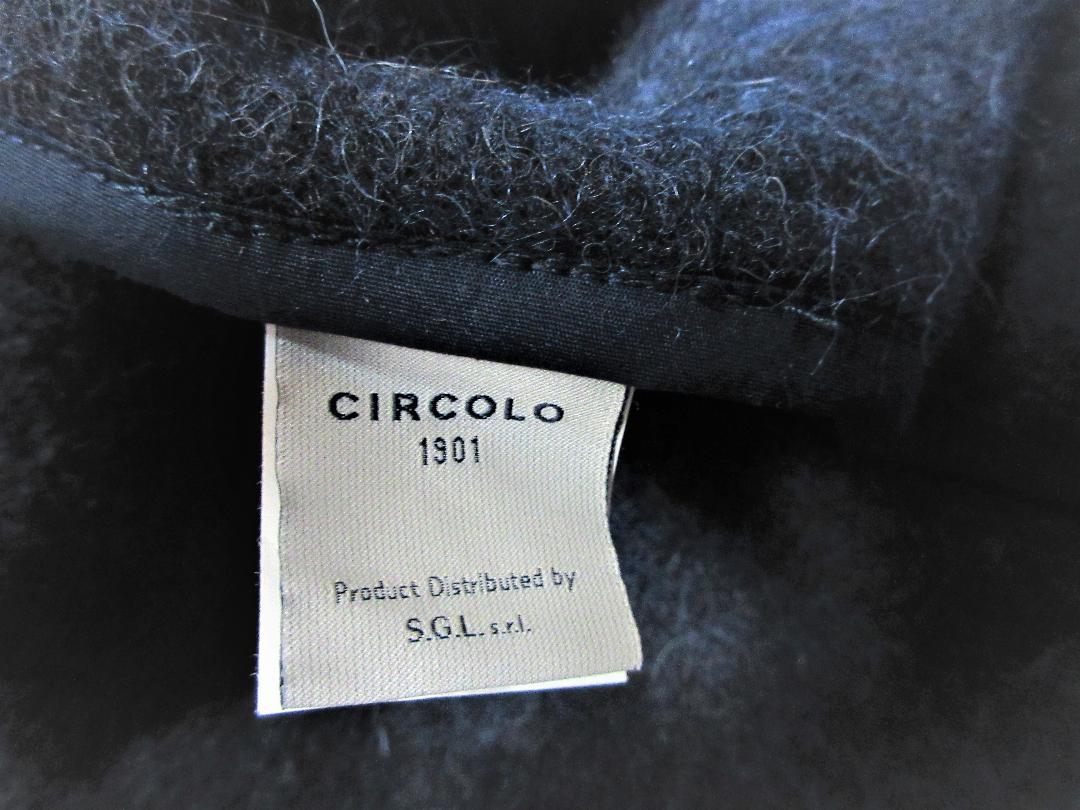 CIRCOLO
1901
Product Distributed by
S.G.L. s.r.l.